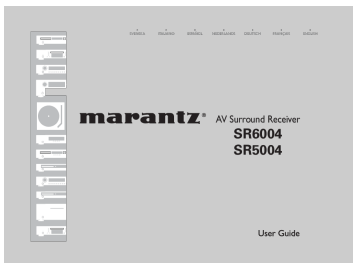 SVENSKA ITALIANO ESPAÑOL NEDERLANDS DEUTSCH FRANÇAIS ENGLISH
marantz® AV Surround Receiver
SR6004
SR5004
User Guide